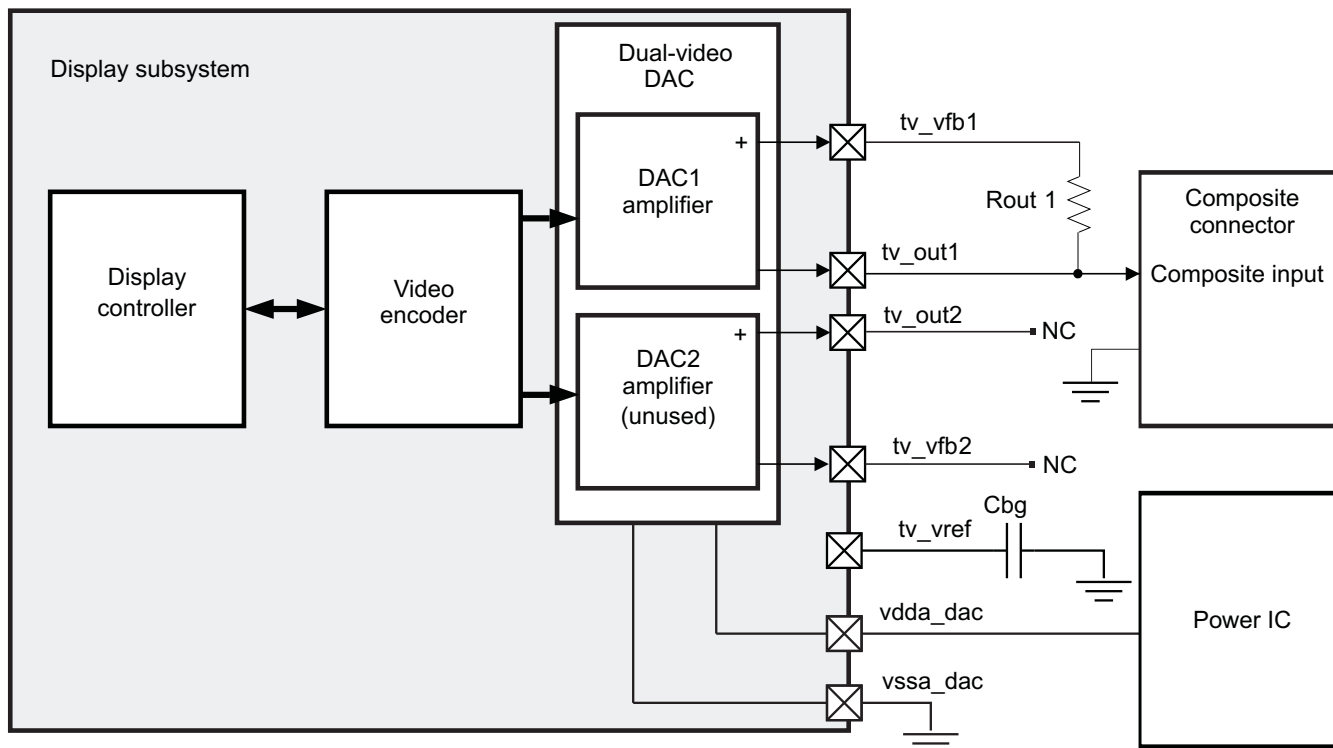 Display subsystem
Dual-video
DAC
DAC1
amplifier
+
DAC2
amplifier
(unused)
+
Display
controller
Video
encoder
tv_vfb1
Rout 1
tv_out1
tv_out2
NC
tv_vfb2
NC
Cbg
tv_vref
vdda_dac
vssa_dac
Composite
connector
Composite input
Power IC